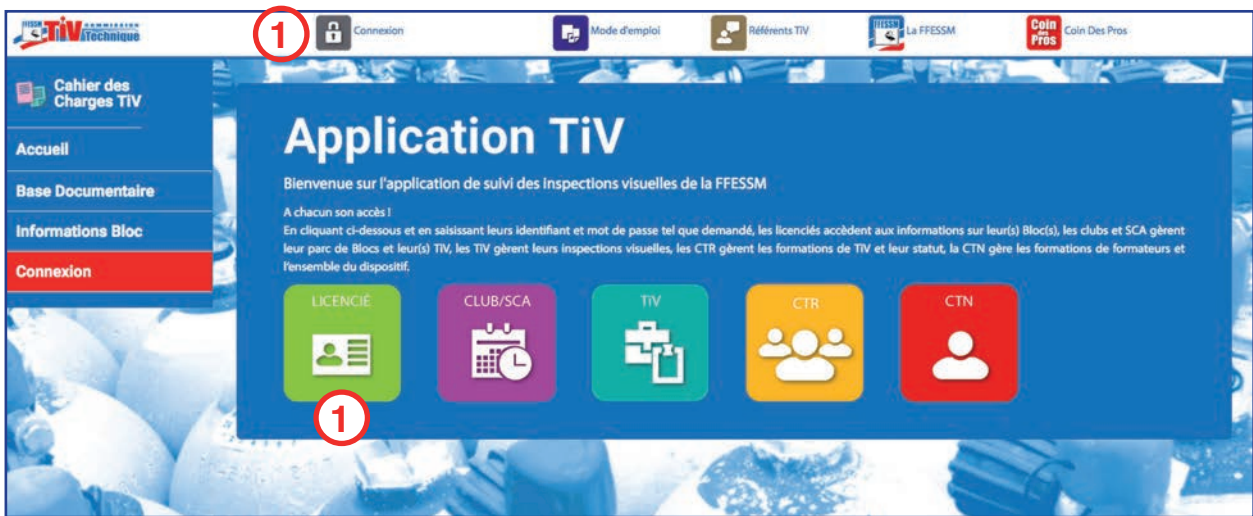 FFESSM TiV COMMISSION Technique
1
Connexion
Mode d'emploi
Référents TiV
FFESSM
La FFESSM
Coin des Pros
Coin Des Pros
Cahier des
Charges TiV
Accueil
Base Documentaire
Informations Bloc
Connexion
Application TiV
Bienvenue sur l'application de suivi des Inspections visuelles de la FFESSM
A chacun son accès !
En cliquant ci-dessous et en saisissant leurs identifiant et mot de passe tel que demandé, les licenciés accèdent aux informations sur leur(s) Bloc(s), les clubs et SCA gèrent
leur parc de Blocs et leur(s) TiV, les TiV gèrent leurs inspections visuelles, les CTR gèrent les formations de TiV et leur statut, la CTN gère les formations de formateurs et
l'ensemble du dispositif.
LICENCIÉ
CLUB/SCA
TiV
CTR
CTN
1